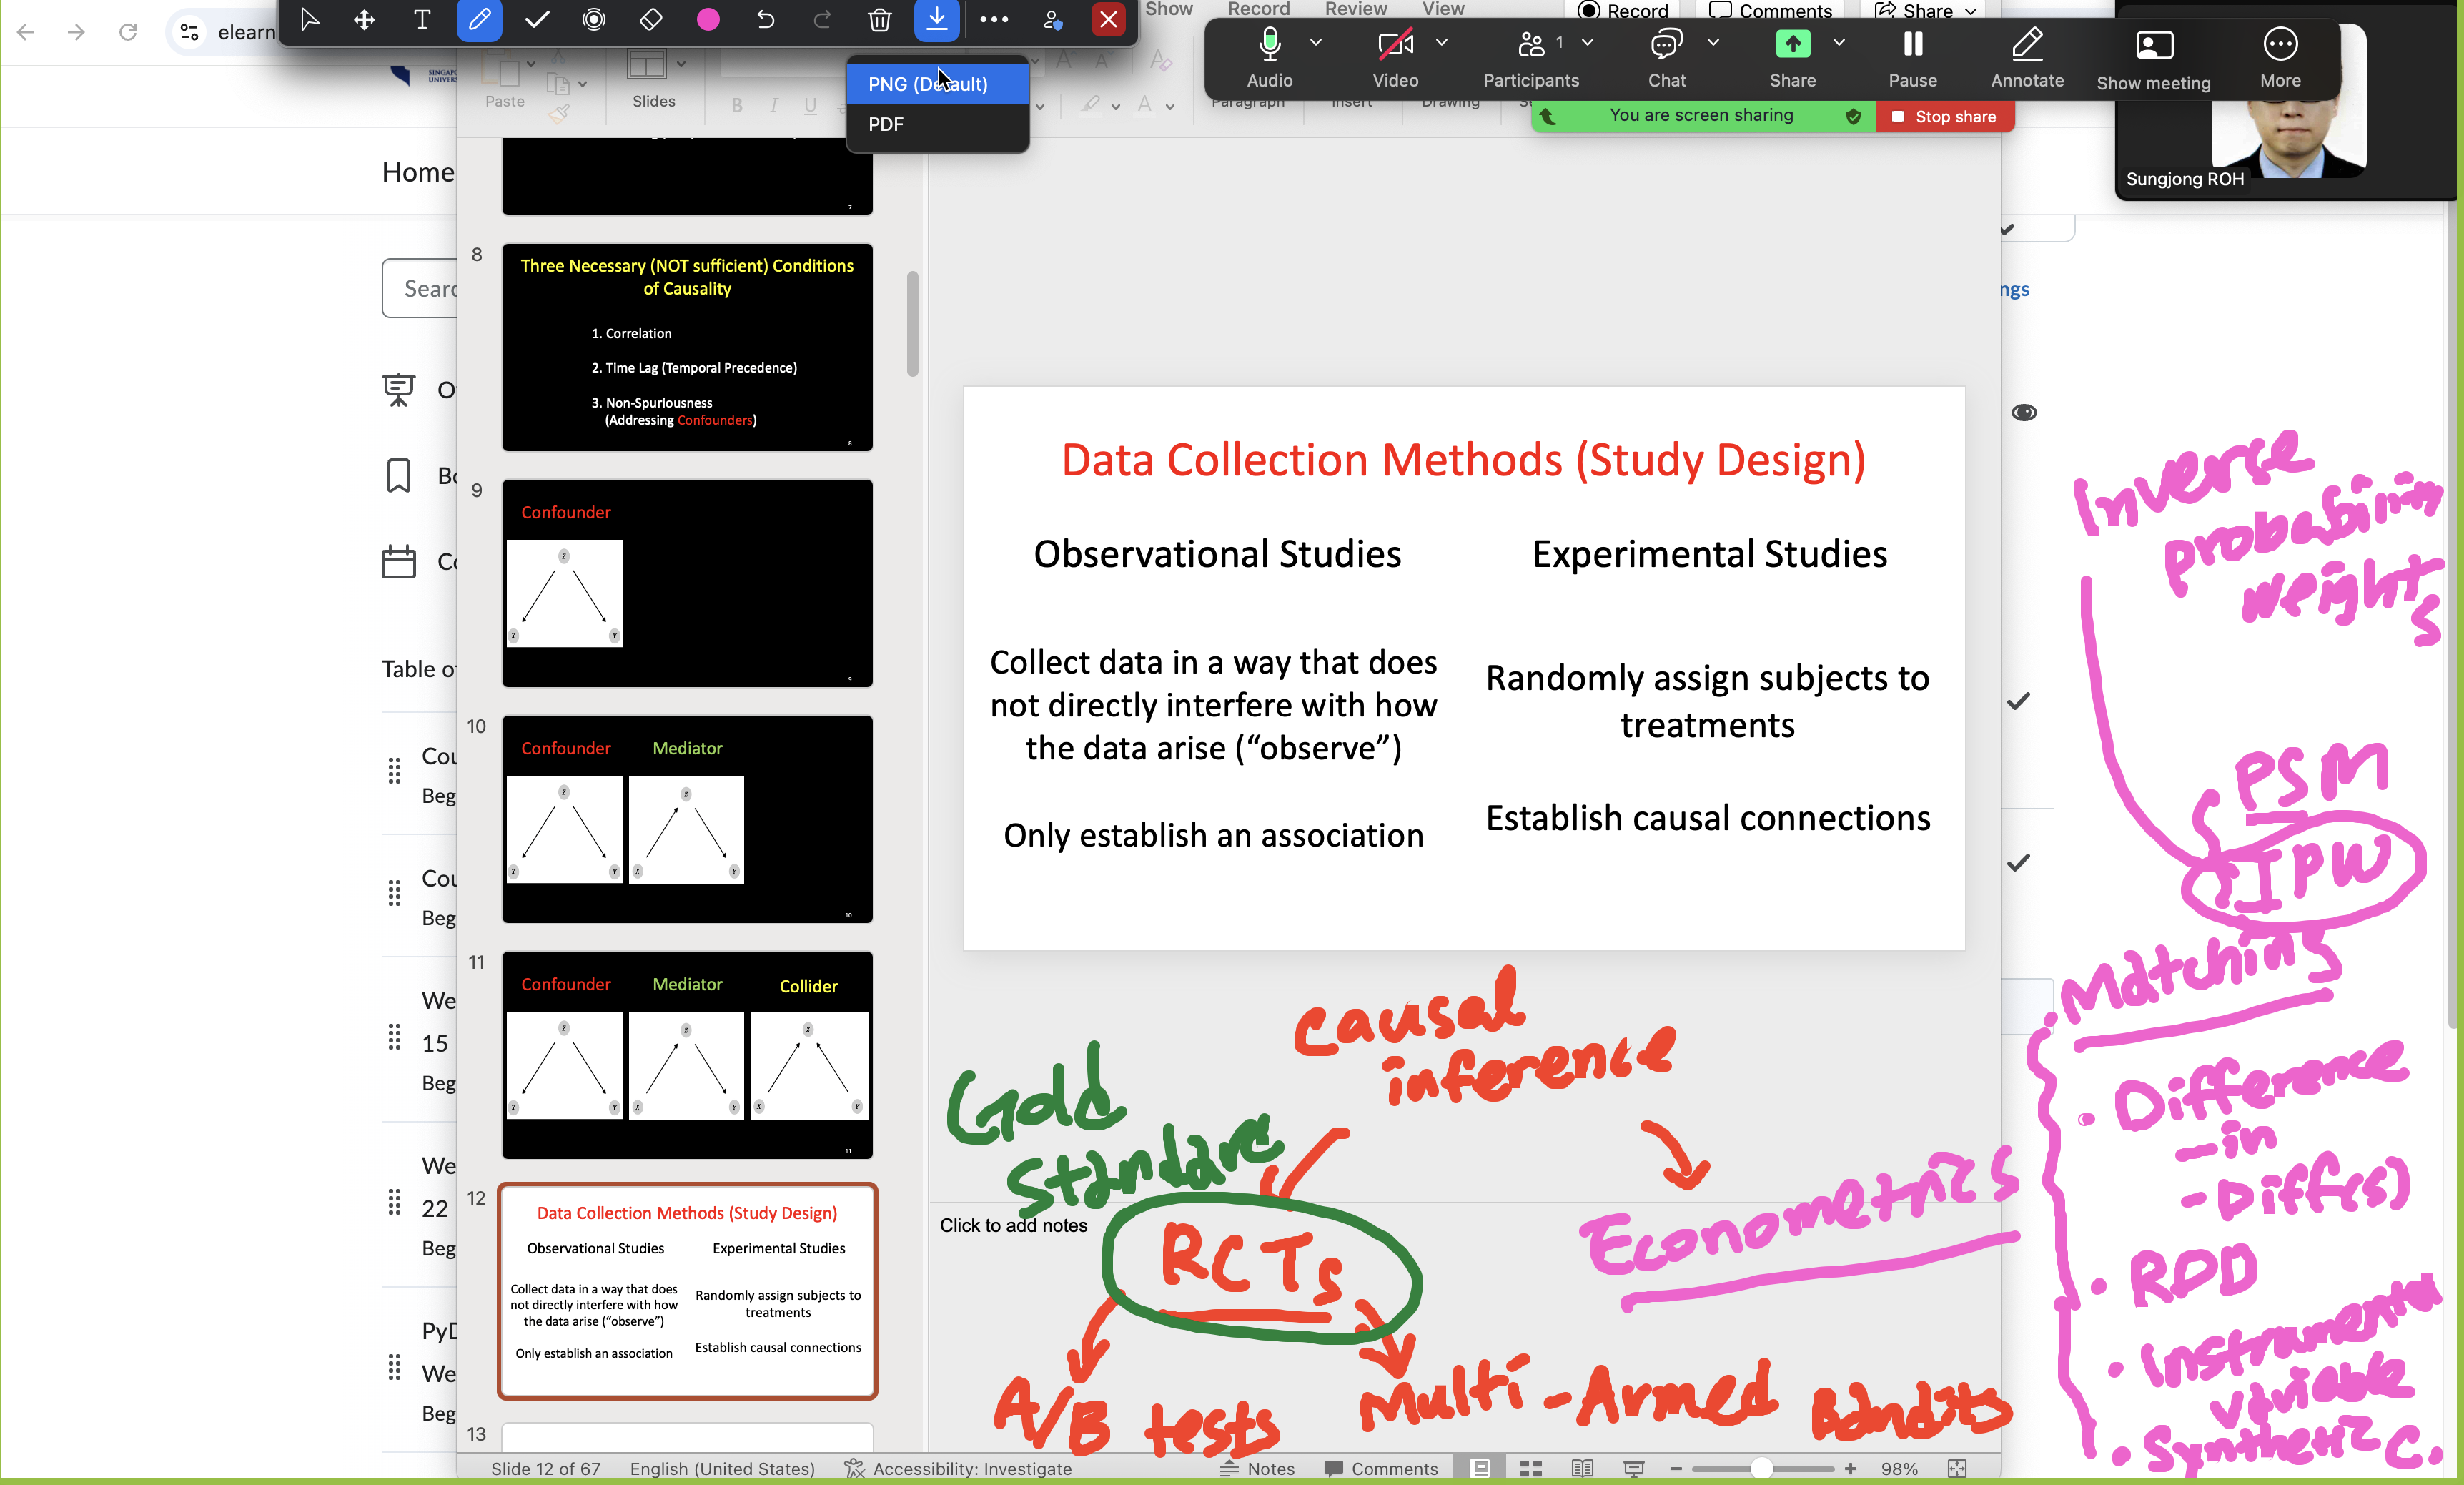 elearn
Show Record Review View
Record Comments Share
Audio
Video
Participants
1
Chat
Share
Pause
Annotate
Show meeting
More
You are screen sharing
Stop share
Sungjong ROH
PNG (Default)
PDF
Paste
Slides
B I U
Paragraph
Insert
Drawing
Home
7
8
Three Necessary (NOT sufficient) Conditions
of Causality
1. Correlation
2. Time Lag (Temporal Precedence)
3. Non-Spuriousness
(Addressing Confounders)
8
9
Confounder
Z
X Y
9
10
Confounder Mediator
Z Z
X Y X Y
10
11
Confounder Mediator Collider
Z Z Z
X Y X Y X Y
11
12
Data Collection Methods (Study Design)
Observational Studies Experimental Studies
Collect data in a way that does
not directly interfere with how
the data arise (“observe”)
Randomly assign subjects to
treatments
Only establish an association
Establish causal connections
13
Searc
Table o
Cou
Beg
Cou
Beg
We
15
Beg
We
22
Beg
PyD
We
Beg
ngs
Data Collection Methods (Study Design)
Observational Studies
Collect data in a way that does
not directly interfere with how
the data arise (“observe”)
Only establish an association
Experimental Studies
Randomly assign subjects to
treatments
Establish causal connections
Causal
inference
Gold
Standard
RCTs
A/B tests
Multi-Armed Bandits
Econometrics
Inverse
probability
weight
s
PSM
IPW
Matching
Difference
-in
-Diff(s)
RDD
Instrumental
Variable
Synthetic C.
Click to add notes
Slide 12 of 67 English (United States) Accessibility: Investigate Notes Comments 98%